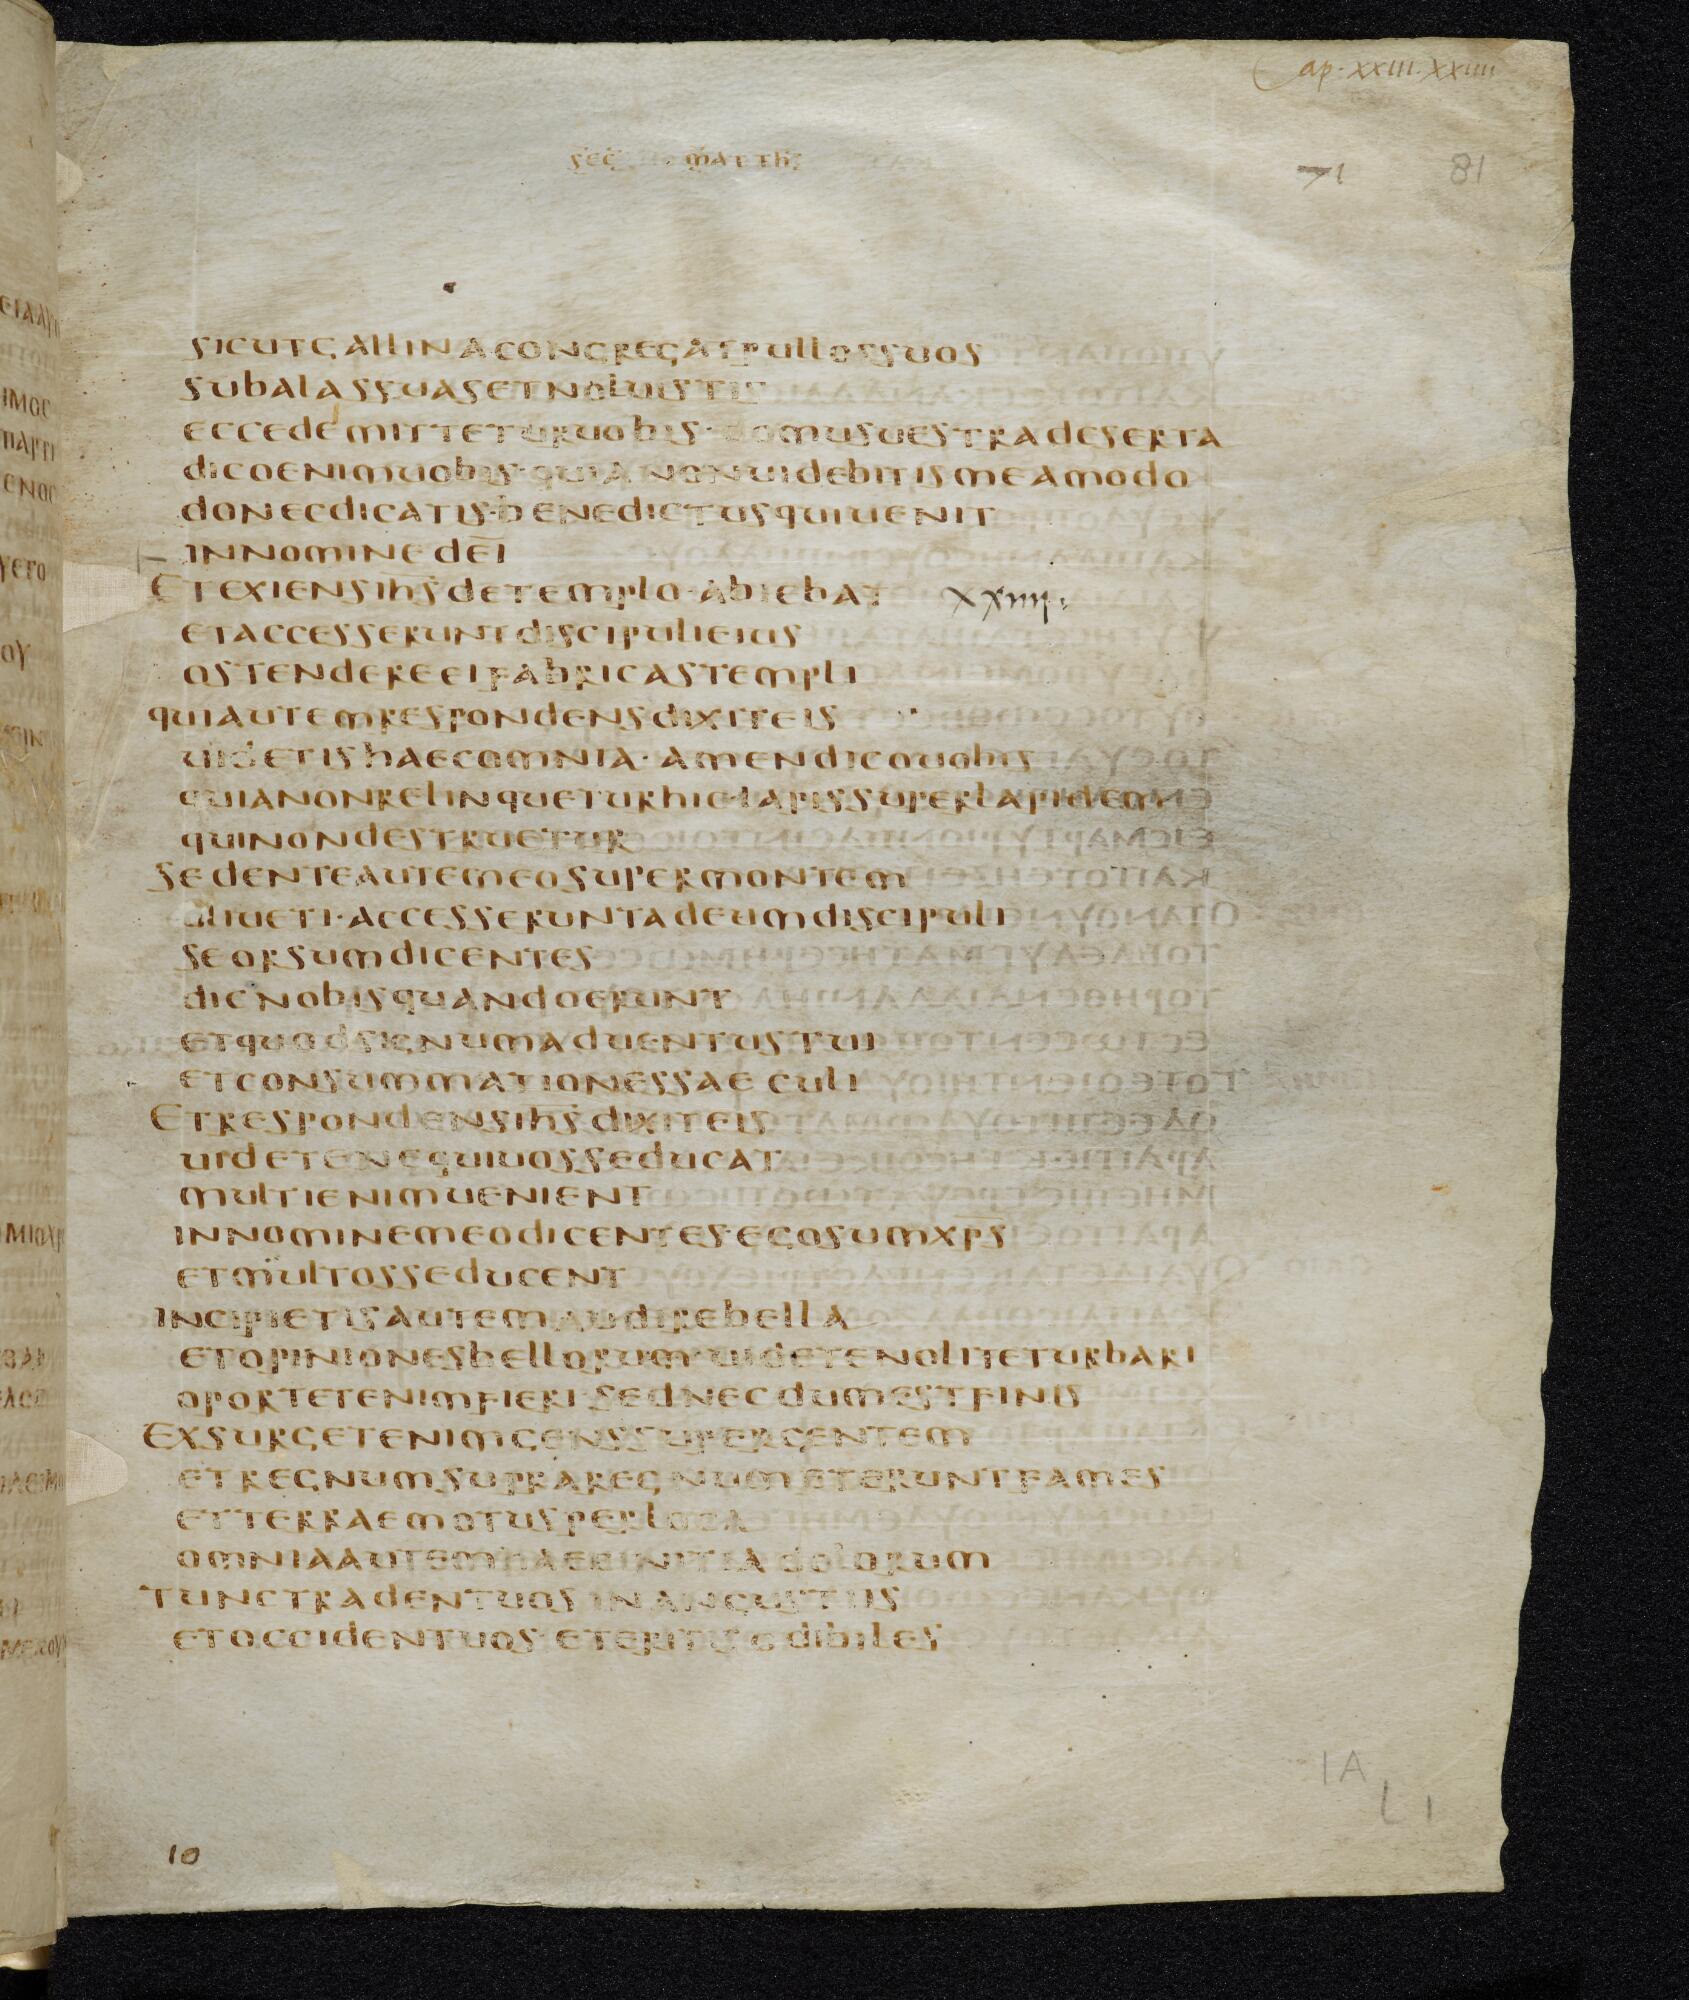 Cap. XXIII. XXIIII
sec matth
71 81
sicut gallina congregat pullos suos
sub alas suas et noluistis
ecce demittetur uobis · domus uestra deserta
dico enim uobis · quia non uidebitis me amodo
donec dicatis · benedictus qui uenit
in nomine dei
Et exiens ihs de templo · abiebat XXIIII
et accesserunt discipuli eius
ostendere ei fabricas templi
qui autem respondens dixit eis
uidetis haec omnia · amen dico uobis
quia non relinquetur hic · lapis super lapidem
qui non destruetur
sedente autem eo super montem
oliueti · accesserunt ad eum discipuli
seorsum dicentes
dic nobis quando erunt
et quod signum aduentus tui
et consummationes saeculi
Et respondens ihs dixit eis
uidete ne qui uos seducat
multi enim uenient
in nomine meo dicentes · ego sum xps
et multos seducent
incipietis autem audire bella
et opiniones bellorum · uidete nolite turbari
oportet enim fieri · sed necdum est finis
Exsurget enim gens super gentem
et regnum supra regnum et erunt fames
et terrae motus per loca
omnia autem haec initia dolorum
tunc tradent uos in angustiis
et occident uos · et eritis odibiles
IA
L1
10